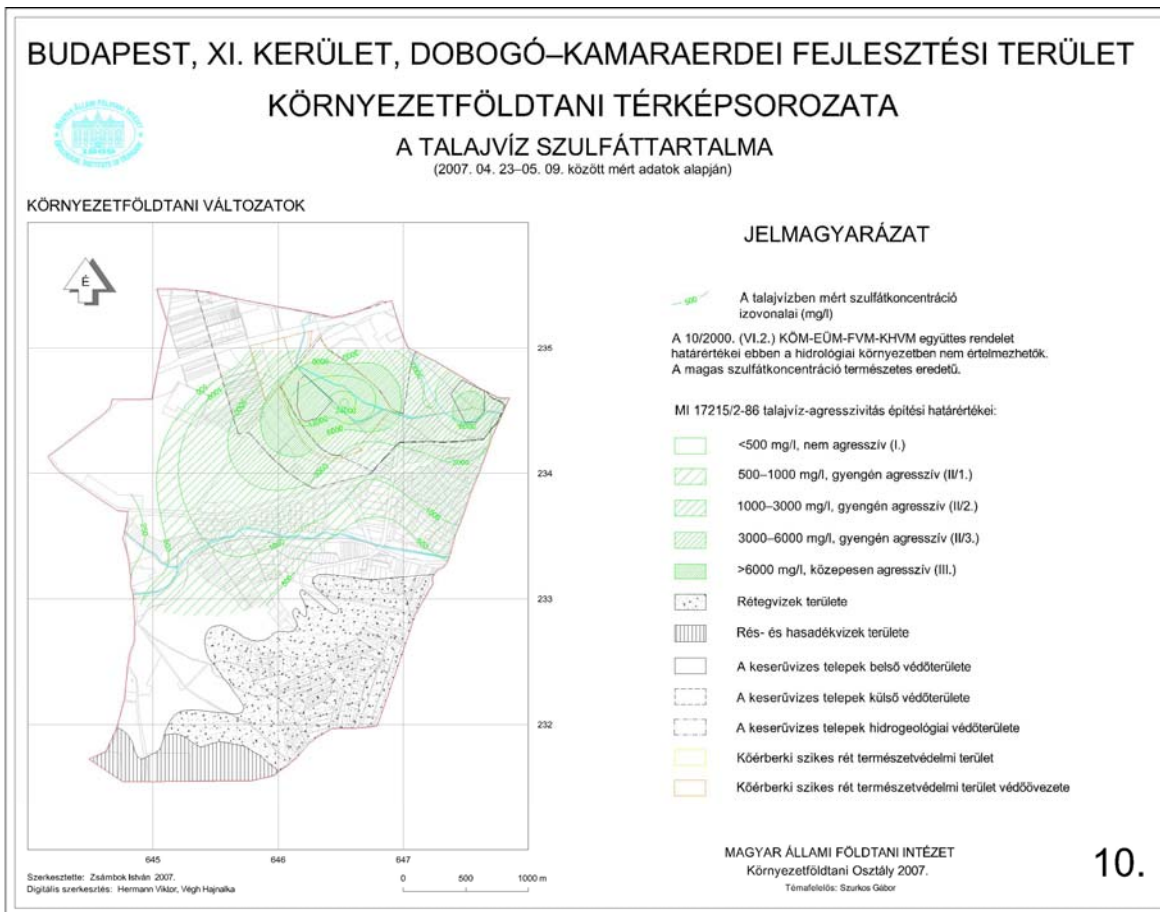 BUDAPEST, XI. KERÜLET, DOBOGÓ–KAMARAERDEI FEJLESZTÉSI TERÜLET
KÖRNYEZETFÖLDTANI TÉRKÉPSOROZATA
A TALAJVÍZ SZULFÁTTARTALMA
(2007. 04. 23–05. 09. között mért adatok alapján)
1869
KÖRNYEZETFÖLDTANI VÁLTOZATOK
É
235
234
233
232
645
646
647
Szerkesztette: Zsámbok István 2007.
Digitális szerkesztés: Hermann Viktor, Végh Hajnalka
0 500 1000 m
JELMAGYARÁZAT
500
A talajvízben mért szulfátkoncentráció
izovonalai (mg/l)
A 10/2000. (VI.2.) KÖM-EÜM-FVM-KHVM együttes rendelet
határértékei ebben a hidrológiai környezetben nem értelmezhetők.
A magas szulfátkoncentráció természetes eredetű.
MI 17215/2-86 talajvíz-agresszivitás építési határértékei:
<500 mg/l, nem agresszív (I.)
500–1000 mg/l, gyengén agresszív (II/1.)
1000–3000 mg/l, gyengén agresszív (II/2.)
3000–6000 mg/l, gyengén agresszív (II/3.)
>6000 mg/l, közepesen agresszív (III.)
Rétegvizek területe
Rés- és hasadékvizek területe
A keserűvizes telepek belső védőterülete
A keserűvizes telepek külső védőterülete
A keserűvizes telepek hidrogeológiai védőterülete
Kőérberki szikes rét természetvédelmi terület
Kőérberki szikes rét természetvédelmi terület védőövezete
MAGYAR ÁLLAMI FÖLDTANI INTÉZET
Környezetföldtani Osztály 2007.
Témafelelős: Szurkos Gábor
10.